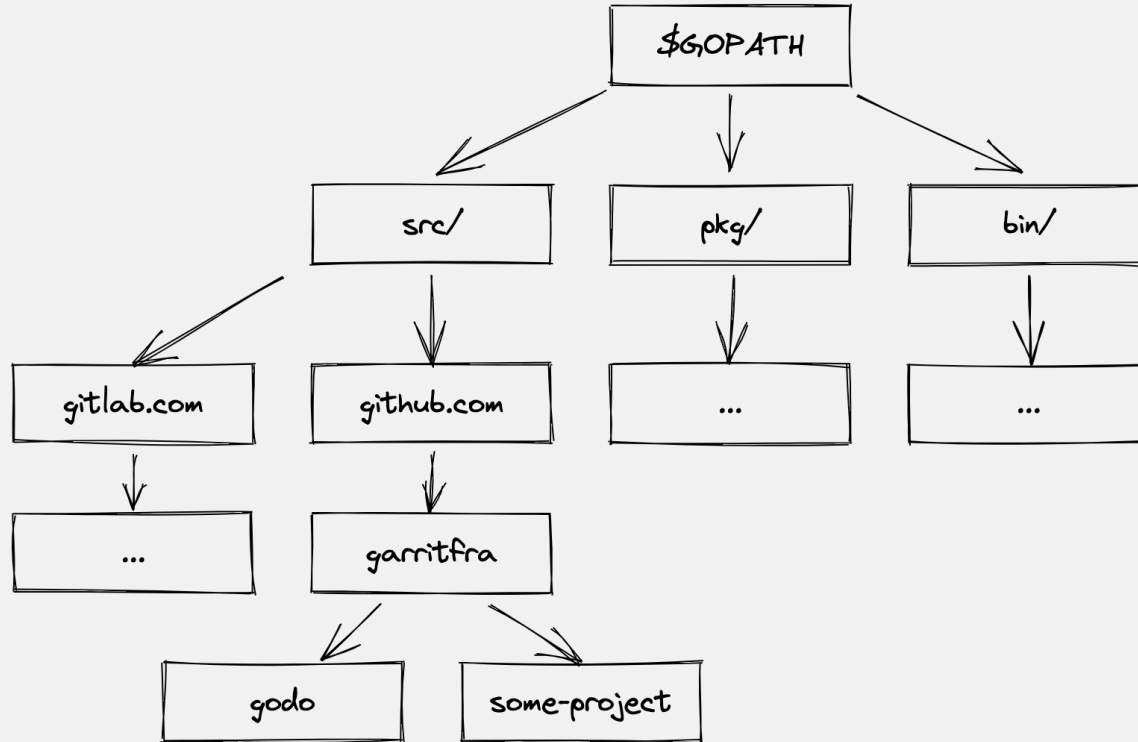 $GOPATH
src/
pkg/
bin/
gitlab.com
github.com
...
...
...
garritfra
godo
some-project